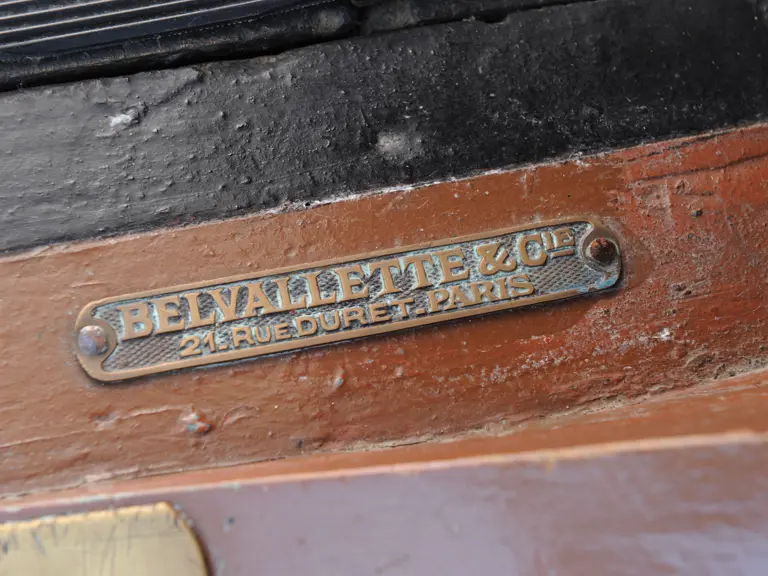 BELVALLETTE & CIE
21. RUE DURET. PARIS